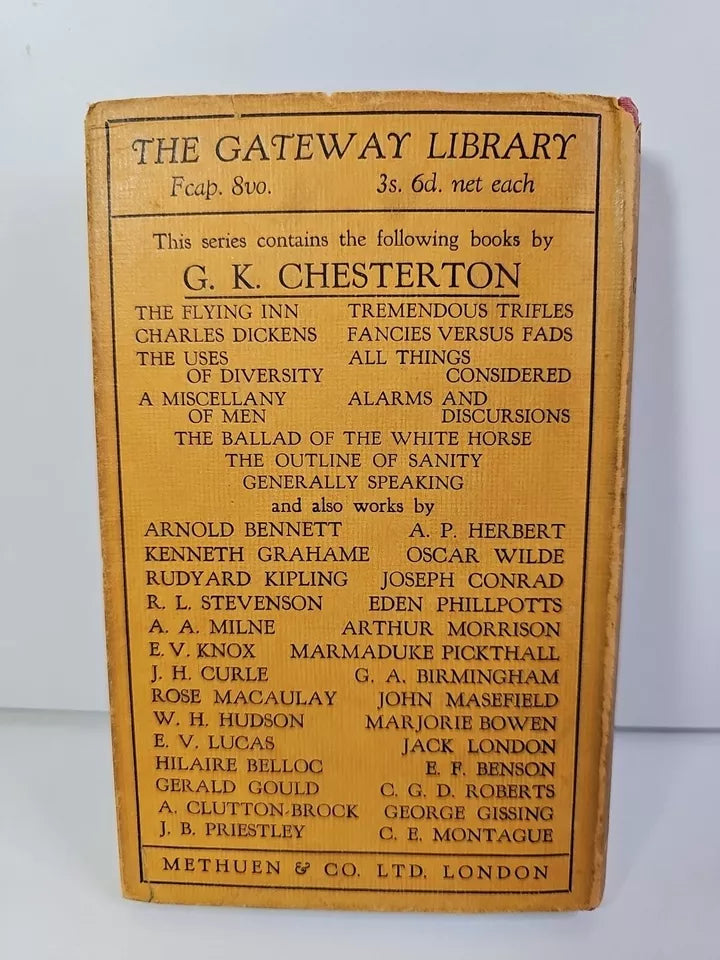 THE GATEWAY LIBRARY
Fcap. 8vo. 3s. 6d. net each
This series contains the following books by
G. K. CHESTERTON
THE FLYING INN TREMENDOUS TRIFLES
CHARLES DICKENS FANCIES VERSUS FADS
THE USES ALL THINGS
OF DIVERSITY CONSIDERED
A MISCELLANY ALARMS AND
OF MEN DISCURSIONS
THE BALLAD OF THE WHITE HORSE
THE OUTLINE OF SANITY
GENERALLY SPEAKING
and also works by
ARNOLD BENNETT A. P. HERBERT
KENNETH GRAHAME OSCAR WILDE
RUDYARD KIPLING JOSEPH CONRAD
R. L. STEVENSON EDEN PHILLPOTTS
A. A. MILNE ARTHUR MORRISON
E. V. KNOX MARMADUKE PICKTHALL
J. H. CURLE G. A. BIRMINGHAM
ROSE MACAULAY JOHN MASEFIELD
W. H. HUDSON MARJORIE BOWEN
E. V. LUCAS JACK LONDON
HILAIRE BELLOC E. F. BENSON
GERALD GOULD C. G. D. ROBERTS
A. CLUTTON-BROCK GEORGE GISSING
J. B. PRIESTLEY C. E. MONTAGUE
METHUEN & CO. LTD. LONDON